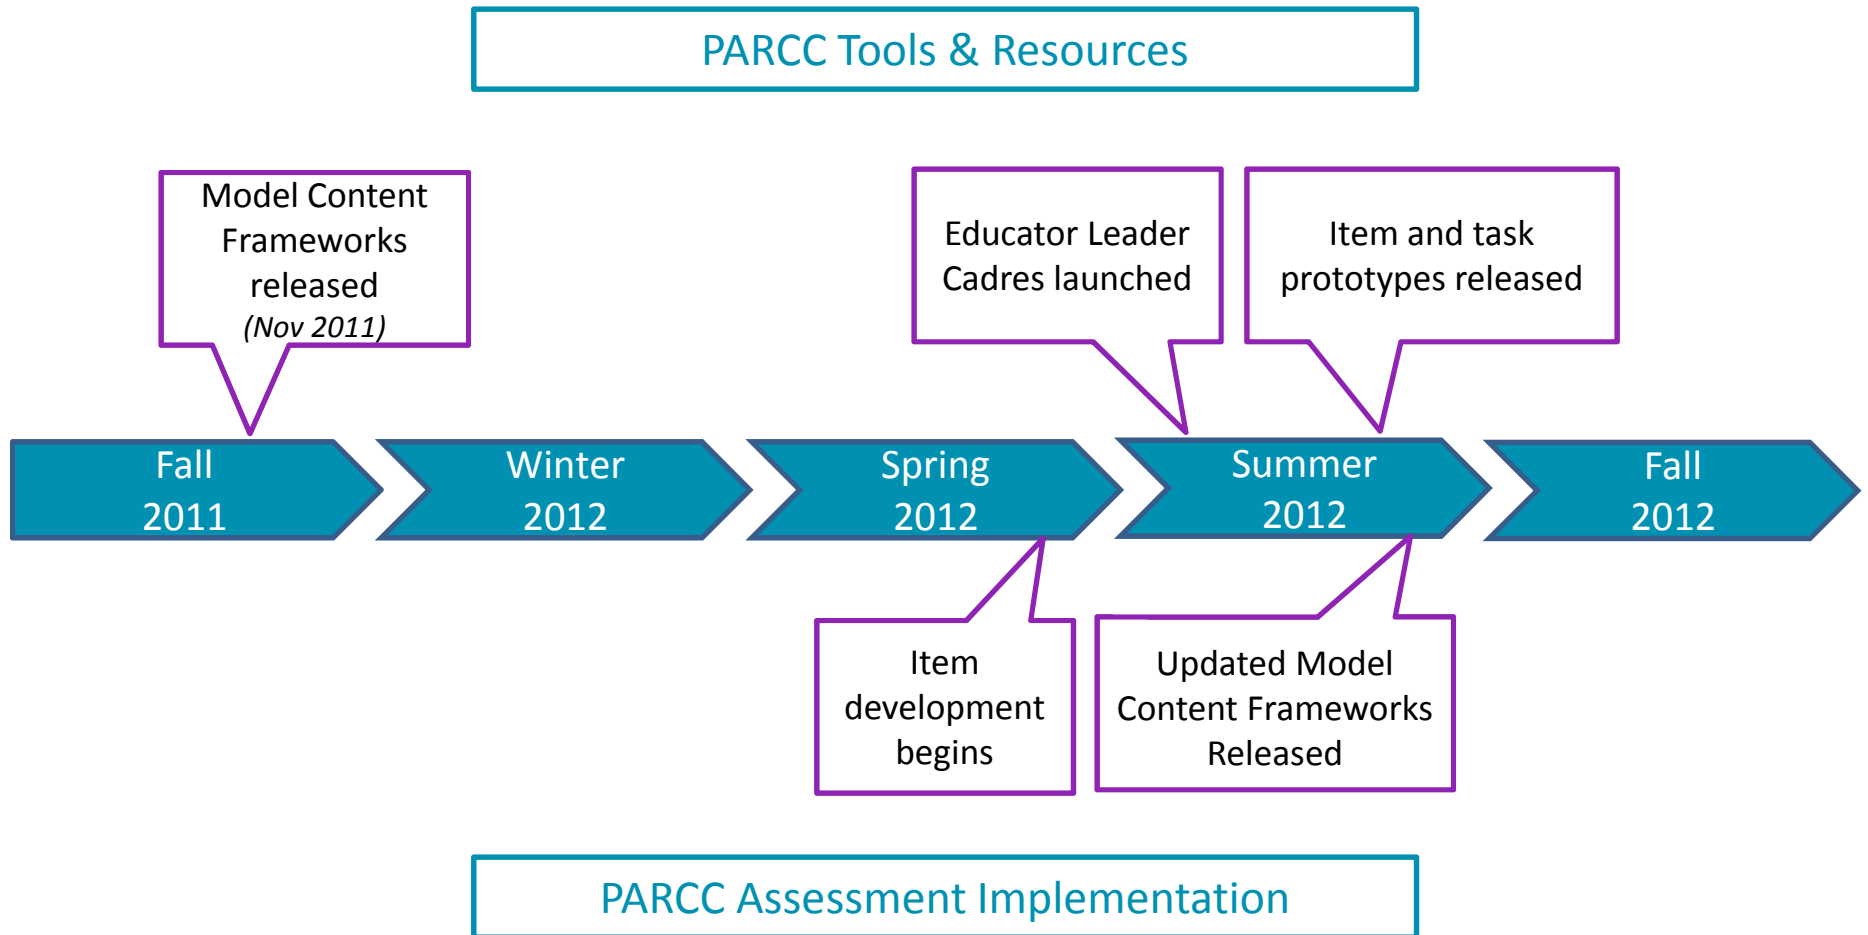 PARCC Tools & Resources
Model Content
Frameworks
released
(Nov 2011)
Educator Leader
Cadres launched
Item and task
prototypes released
Fall
2011
Winter
2012
Spring
2012
Summer
2012
Fall
2012
Item
development
begins
Updated Model
Content Frameworks
Released
PARCC Assessment Implementation